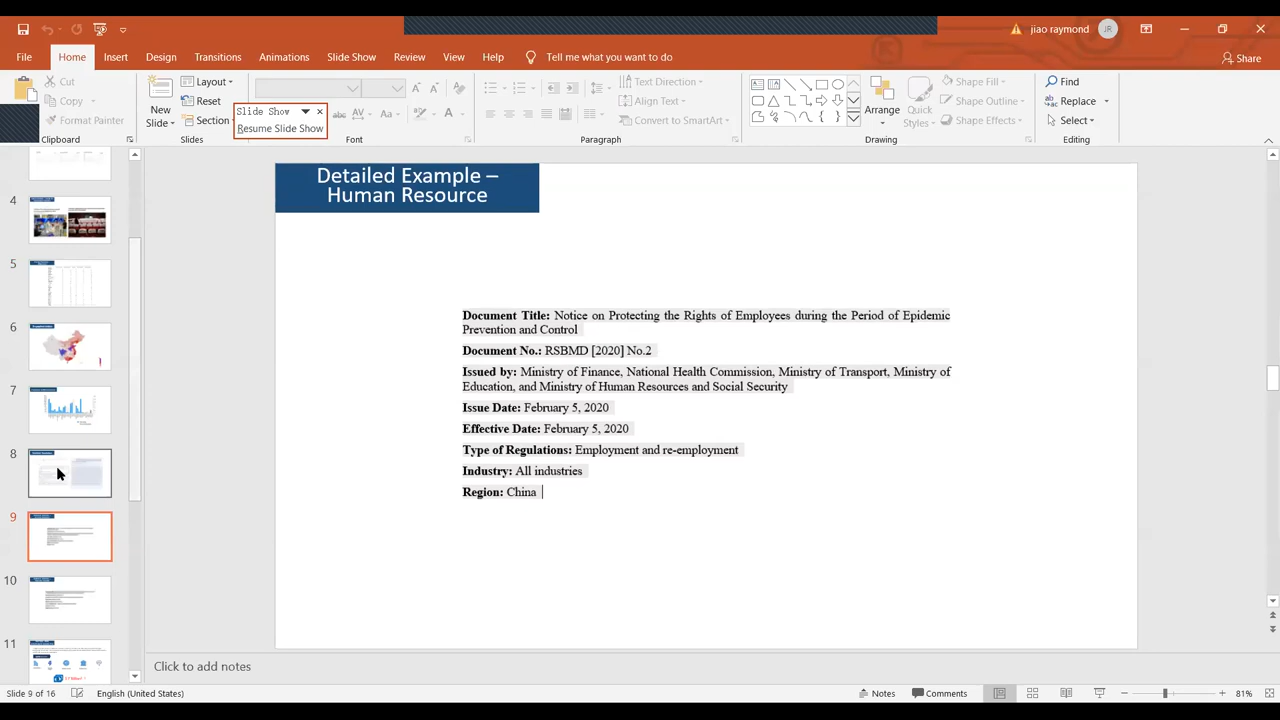 jiao raymond JR
File Home Insert Design Transitions Animations Slide Show Review View Help Tell me what you want to do Share
Cut
Copy
Format Painter
Clipboard
New
Slide
Layout
Reset
Section
Slides
Slide Show
Resume Slide Show
Font
Text Direction
Align Text
Convert to SmartArt
Paragraph
Arrange
Quick
Styles
Shape Fill
Shape Outline
Shape Effects
Drawing
Find
Replace
Select
Editing
4
5
6
7
8
9
10
11
Detailed Example –
Human Resource
Document Title: Notice on Protecting the Rights of Employees during the Period of Epidemic
Prevention and Control
Document No.: RSBMD [2020] No.2
Issued by: Ministry of Finance, National Health Commission, Ministry of Transport, Ministry of
Education, and Ministry of Human Resources and Social Security
Issue Date: February 5, 2020
Effective Date: February 5, 2020
Type of Regulations: Employment and re-employment
Industry: All industries
Region: China
Click to add notes
Slide 9 of 16 English (United States) Notes Comments 81%